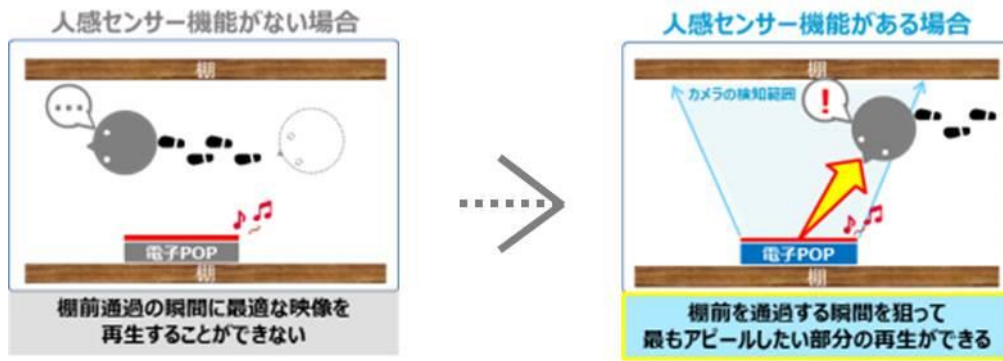 人感センサー機能がない場合
棚
...
電子POP
棚
棚前通過の瞬間に最適な映像を
再生することができない
人感センサー機能がある場合
棚
カメラの検知範囲
!
電子POP
棚
棚前を通過する瞬間を狙って
最もアピールしたい部分の再生ができる